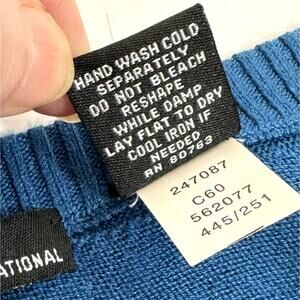 HAND WASH COLD
SEPARATELY
DO NOT BLEACH
RESHAPE
WHILE DAMP
LAY FLAT TO DRY
COOL IRON IF
NEEDED
RN 80763
247087
C60
562077
445/251
ATIONAL